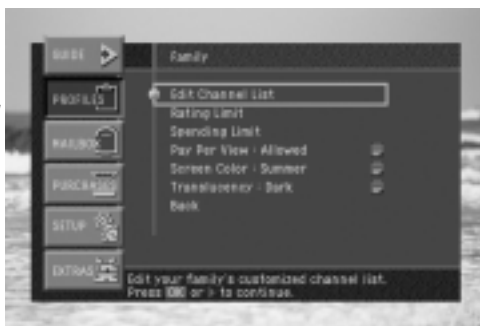 GUIDE
PROFILES
MAILBOX
PURCHASES
SETUP
EXTRAS
Family
Edit Channel List
Rating Limit
Spending Limit
Pay Per View : Allowed
Screen Color : Summer
Translucency : Dark
Back
Edit your family's customized channel list.
Press OK or > to continue.